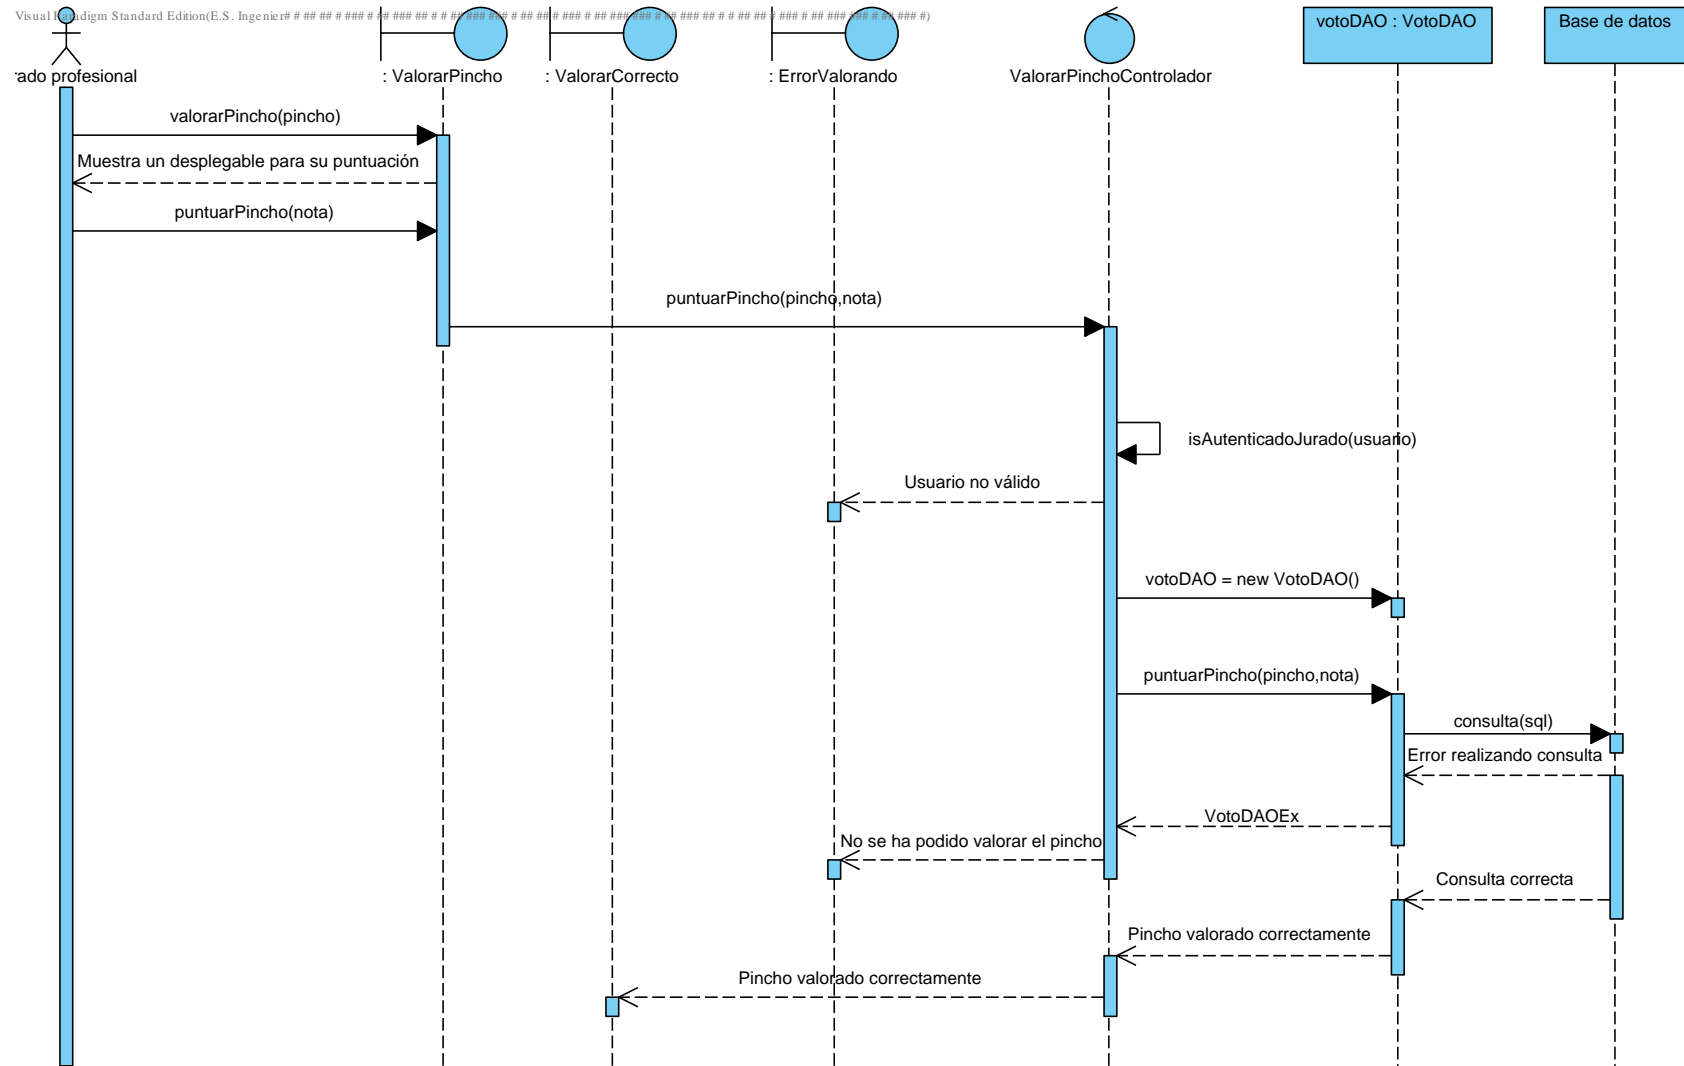 Visual Paradigm Standard Edition(E.S. Ingenier
votoDAO : VotoDAO
Base de datos
profesional
: ValorarPincho
: ValorarCorrecto
: ErrorValorando
ValorarPinchoControlador
valorarPincho(pincho)
Muestra un desplegable para su puntuación
puntuarPincho(nota)
puntuarPincho(pincho,nota)
isAutenticadoJurado(usuario)
Usuario no válido
votoDAO = new VotoDAO()
puntuarPincho(pincho,nota)
consulta(sql)
Error realizando consulta
VotoDAOEx
No se ha podido valorar el pincho
Consulta correcta
Pincho valorado correctamente
Pincho valorado correctamente